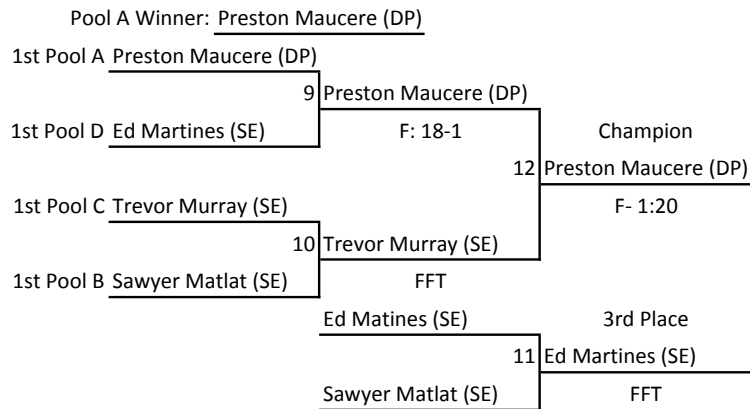 Pool A Winner: Preston Maucere (DP)
1st Pool A Preston Maucere (DP)
9 Preston Maucere (DP)
1st Pool D Ed Martines (SE) F: 18-1 Champion
12 Preston Maucere (DP)
1st Pool C Trevor Murray (SE) F- 1:20
10 Trevor Murray (SE)
1st Pool B Sawyer Matlat (SE) FFT
Ed Matines (SE) 3rd Place
11 Ed Martines (SE)
Sawyer Matlat (SE) FFT